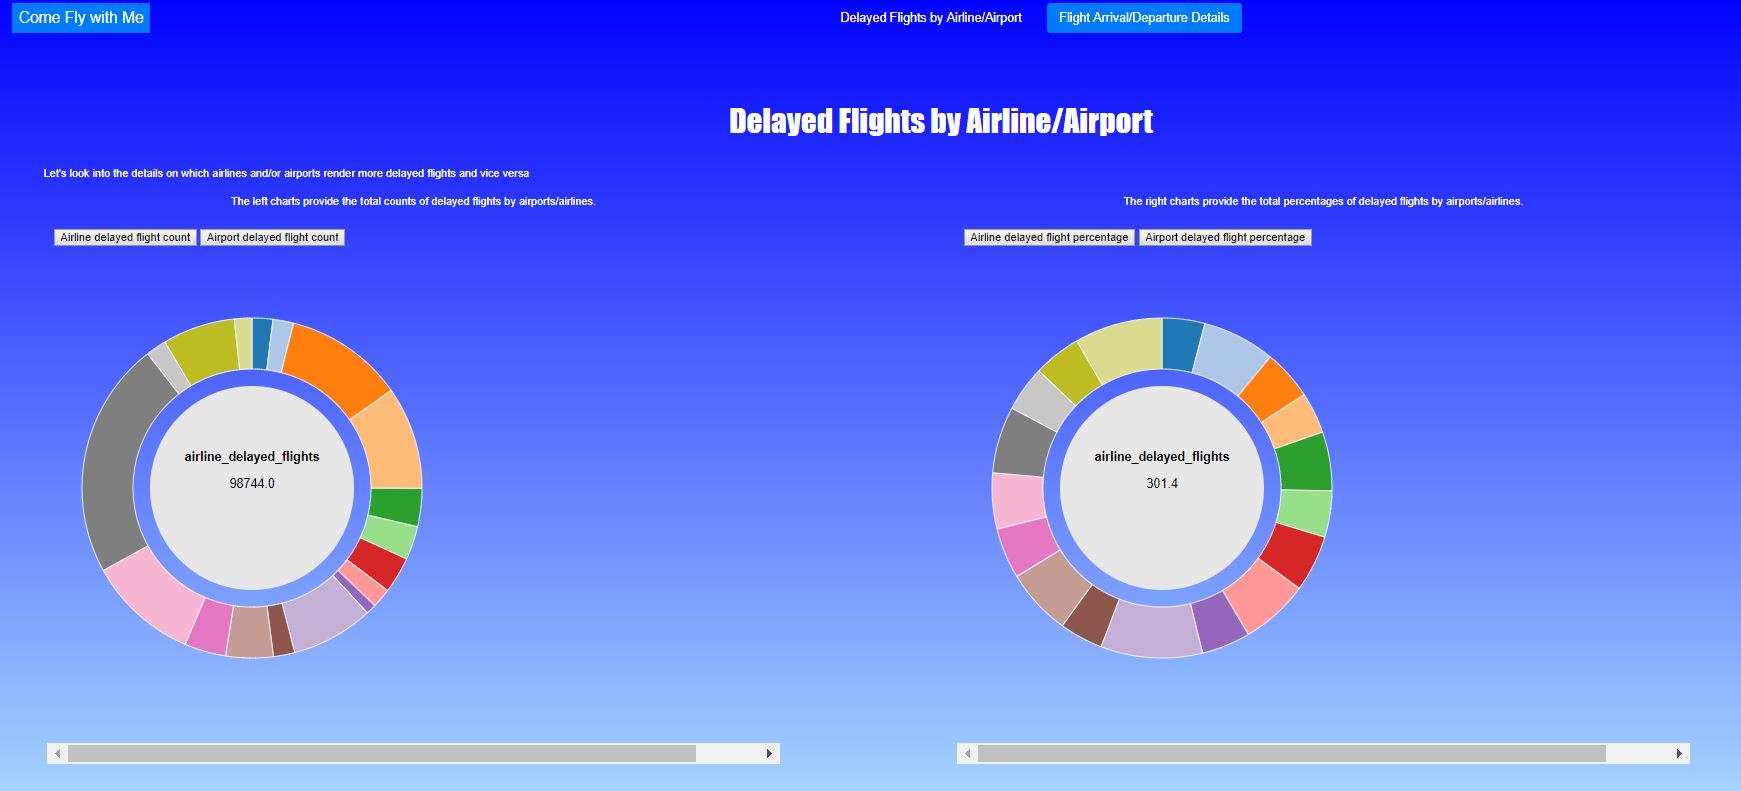 Come Fly with Me
Delayed Flights by Airline/Airport
Flight Arrival/Departure Details
Delayed Flights by Airline/Airport
Let's look into the details on which airlines and/or airports render more delayed flights and vice versa
The left charts provide the total counts of delayed flights by airports/airlines.
Airline delayed flight count
Airport delayed flight count
airline_delayed_flights
98744.0
The right charts provide the total percentages of delayed flights by airports/airlines.
Airline delayed flight percentage
Airport delayed flight percentage
airline_delayed_flights
301.4